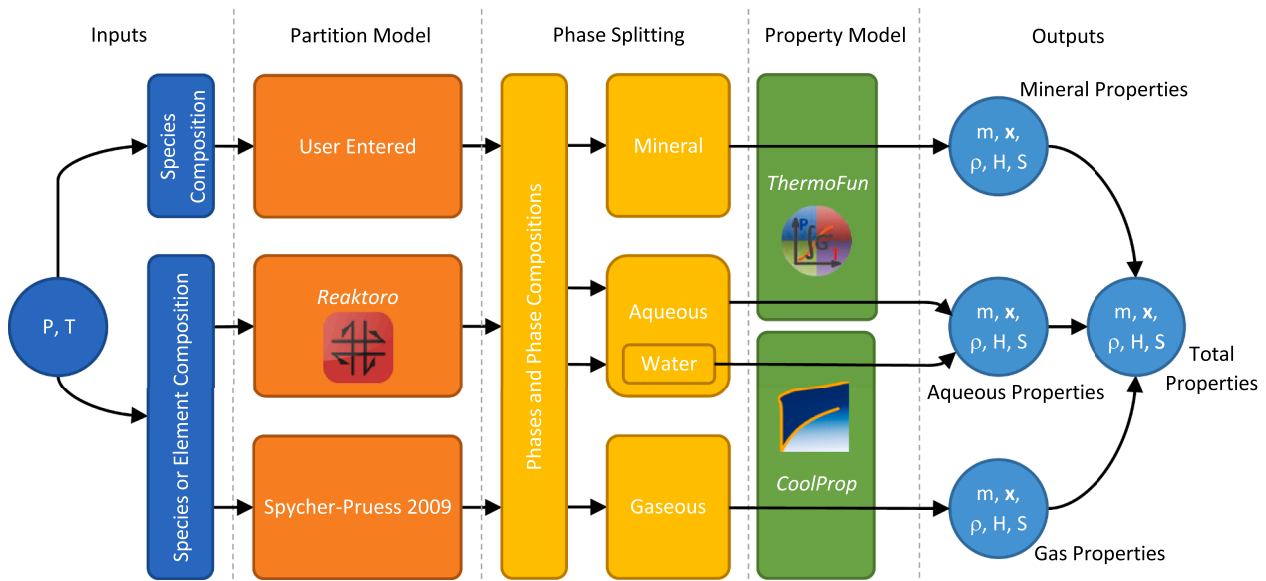 Inputs
Partition Model
Phase Splitting
Property Model
Outputs
P, T
Species
Composition
Species or Element Composition
User Entered
Reaktoro
Spycher-Pruess 2009
Phases and Phase Compositions
Mineral
Aqueous
Water
Gaseous
ThermoFun
P
G
T
CoolProp
Mineral Properties
m, x,
ρ, H, S
m, x,
ρ, H, S
Aqueous Properties
m, x,
ρ, H, S
Total
Properties
m, x,
ρ, H, S
Gas Properties